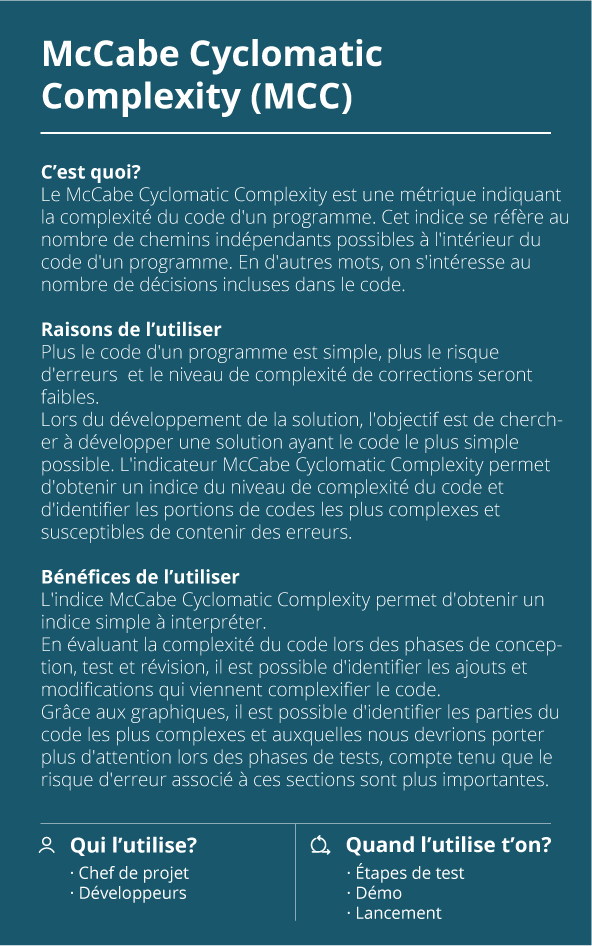 McCabe Cyclomatic
Complexity (MCC)
C’est quoi?
Le McCabe Cyclomatic Complexity est une métrique indiquant
la complexité du code d'un programme. Cet indice se réfère au
nombre de chemins indépendants possibles à l'intérieur du
code d'un programme. En d'autres mots, on s'intéresse au
nombre de décisions incluses dans le code.
Raisons de l’utiliser
Plus le code d'un programme est simple, plus le risque
d'erreurs  et le niveau de complexité de corrections seront
faibles.
Lors du développement de la solution, l'objectif est de cherch-
er à développer une solution ayant le code le plus simple
possible. L'indicateur McCabe Cyclomatic Complexity permet
d'obtenir un indice du niveau de complexité du code et
d'identifier les portions de codes les plus complexes et
susceptibles de contenir des erreurs.
Bénéfices de l’utiliser
L'indice McCabe Cyclomatic Complexity permet d'obtenir un
indice simple à interpréter.
En évaluant la complexité du code lors des phases de concep-
tion, test et révision, il est possible d'identifier les ajouts et
modifications qui viennent complexifier le code.
Grâce aux graphiques, il est possible d'identifier les parties du
code les plus complexes et auxquelles nous devrions porter
plus d'attention lors des phases de tests, compte tenu que le
risque d'erreur associé à ces sections sont plus importantes.
Qui l’utilise?
· Chef de projet
· Développeurs
Quand l’utilise t’on?
· Étapes de test
· Démo
· Lancement